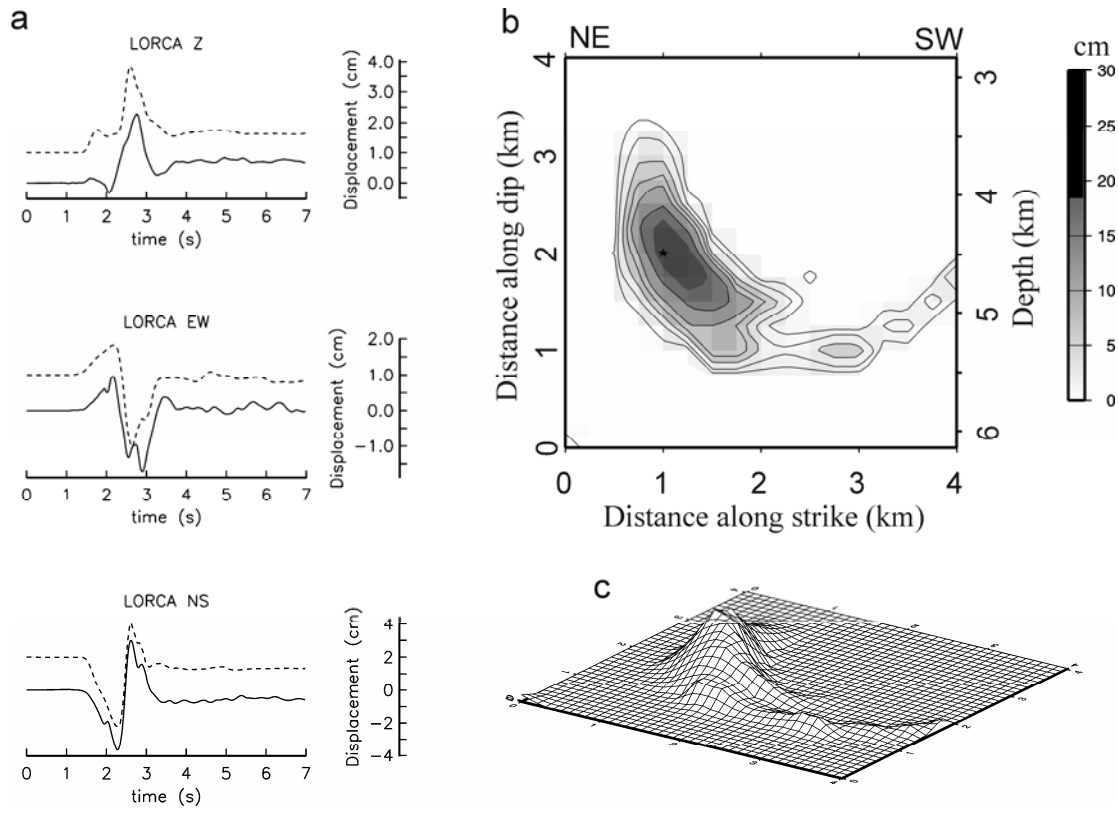 a
LORCA Z
4.0
3.0
2.0
1.0
0.0
Displacement (cm)
0 1 2 3 4 5 6 7
time (s)
LORCA EW
2.0
1.0
0.0
−1.0
Displacement (cm)
0 1 2 3 4 5 6 7
time (s)
LORCA NS
4
2
0
−2
−4
Displacement (cm)
0 1 2 3 4 5 6 7
time (s)
b
NE SW
4
3
2
1
0
Distance along dip (km)
3
4
5
6
Depth (km)
0 1 2 3 4
Distance along strike (km)
cm
30
25
20
15
10
5
0
c